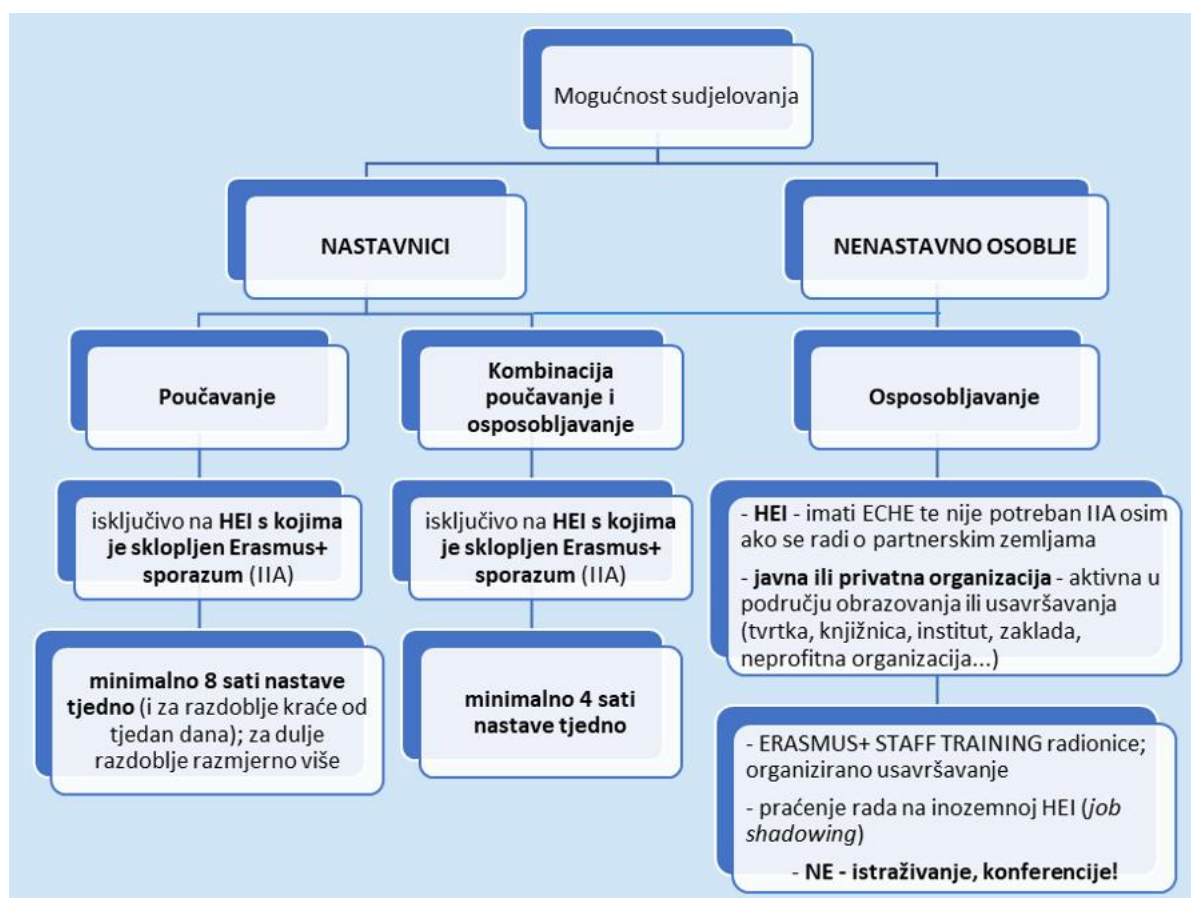 Mogućnost sudjelovanja
NASTAVNICI
NENASTAVNO OSOBLJE
Poučavanje
Kombinacija
poučavanje i
osposobljavanje
Osposobljavanje
isključivo na HEI s kojima
je sklopljen Erasmus+
sporazum (IIA)
isključivo na HEI s kojima
je sklopljen Erasmus+
sporazum (IIA)
- HEI - imati ECHE te nije potreban IIA osim
ako se radi o partnerskim zemljama
- javna ili privatna organizacija - aktivna u
području obrazovanja ili usavršavanja
(tvrtka, knjižnica, institut, zaklada,
neprofitna organizacija...)
minimalno 8 sati nastave
tjedno (i za razdoblje kraće od
tjedan dana); za dulje
razdoblje razmjerno više
minimalno 4 sati
nastave tjedno
- ERASMUS+ STAFF TRAINING radionice;
organizirano usavršavanje
- praćenje rada na inozemnoj HEI (job
shadowing)
- NE - istraživanje, konferencije!